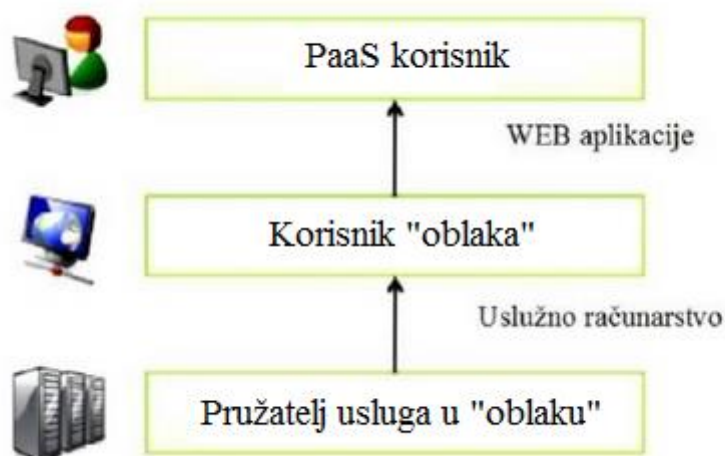 PaaS korisnik
WEB aplikacije
Korisnik "oblaka"
Uslužno računarstvo
Pružatelj usluga u "oblaku"